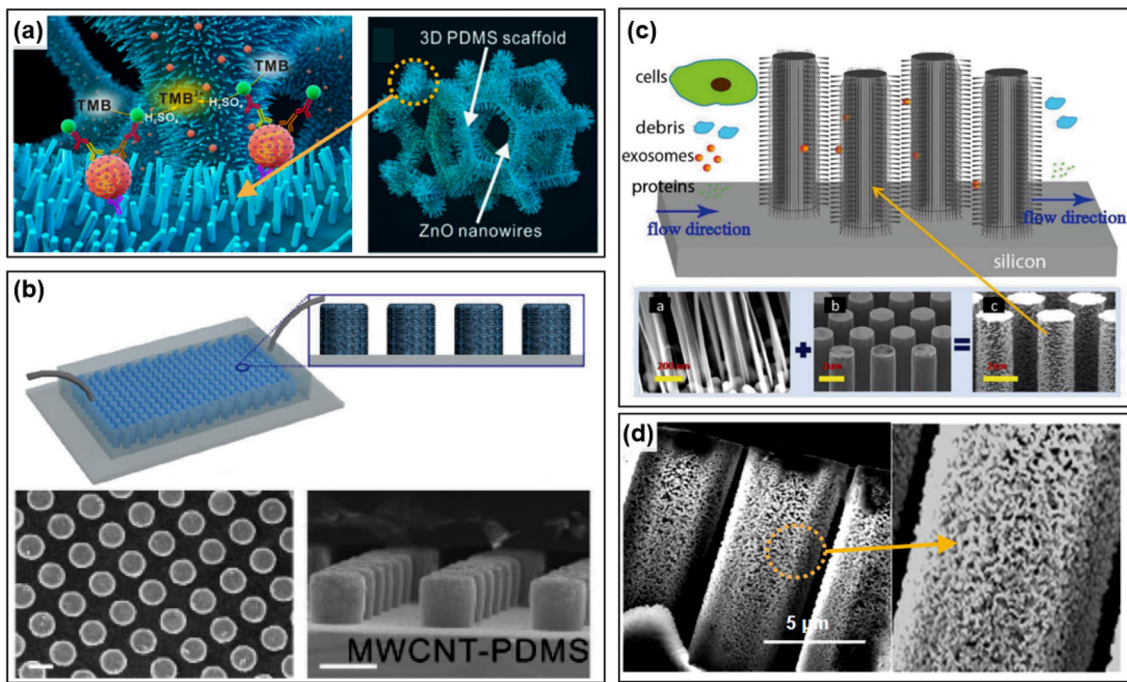 (a)
TMB
TMB
TMB
H₂SO₄
H₂SO₄
3D PDMS scaffold
ZnO nanowires
(b)
MWCNT-PDMS
(c)
cells
debris
exosomes
proteins
flow direction
flow direction
silicon
a
b
c
+
=
(d)
5 μm